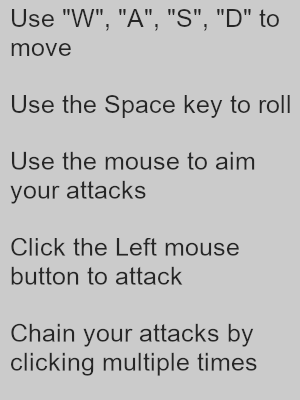 Use "W", "A", "S", "D" to
move
Use the Space key to roll
Use the mouse to aim
your attacks
Click the Left mouse
button to attack
Chain your attacks by
clicking multiple times